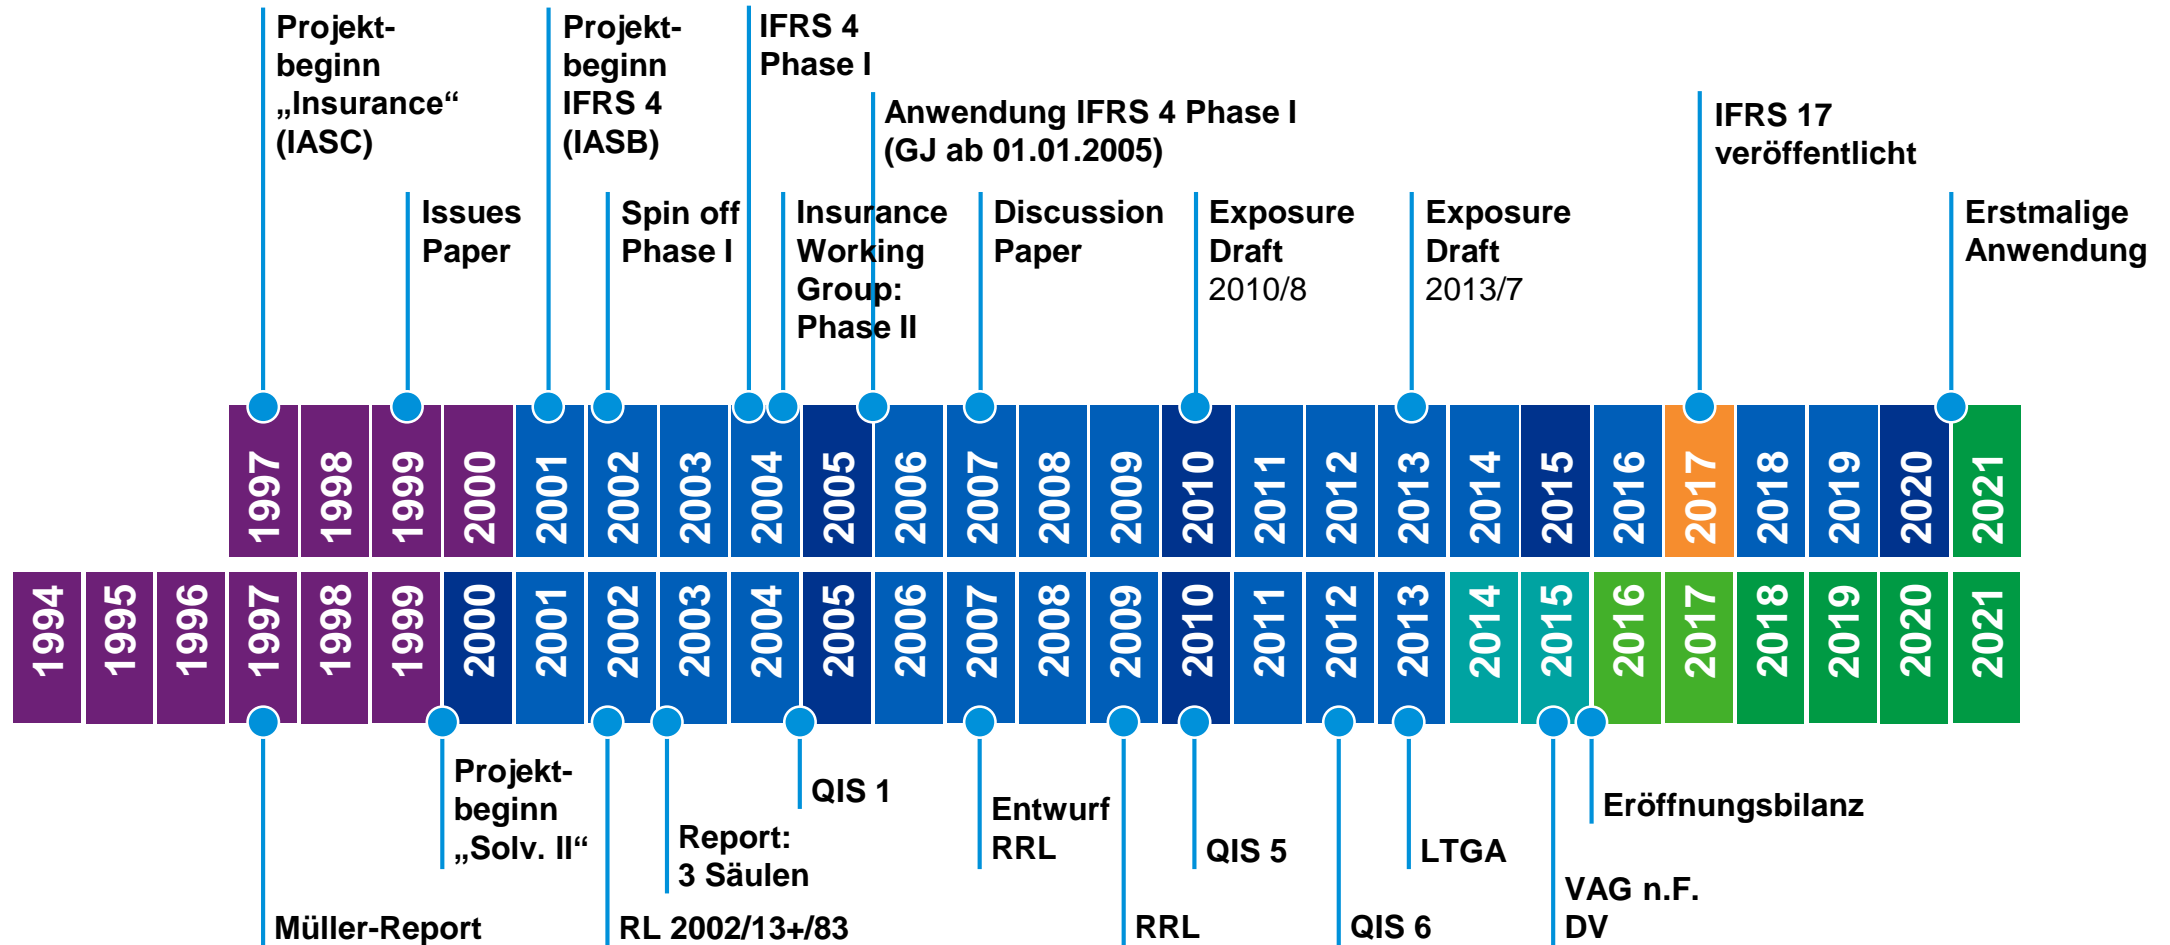 Projekt-
beginn
„Insurance“
(IASC)
Projekt-
beginn
IFRS 4
(IASB)
IFRS 4
Phase I
Anwendung IFRS 4 Phase I
(GJ ab 01.01.2005)
IFRS 17
veröffentlicht
Issues
Paper
Spin off
Phase I
Insurance
Working
Group:
Phase II
Discussion
Paper
Exposure
Draft
2010/8
Exposure
Draft
2013/7
Erstmalige
Anwendung
1997
1998
1999
2000
2001
2002
2003
2004
2005
2006
2007
2008
2009
2010
2011
2012
2013
2014
2015
2016
2017
2018
2019
2020
2021
1994
1995
1996
1997
1998
1999
2000
2001
2002
2003
2004
2005
2006
2007
2008
2009
2010
2011
2012
2013
2014
2015
2016
2017
2018
2019
2020
2021
Müller-Report
Projekt-
beginn
„Solv. II“
RL 2002/13+/83
Report:
3 Säulen
QIS 1
Entwurf
RRL
RRL
QIS 5
QIS 6
LTGA
VAG n.F.
DV
Eröffnungsbilanz